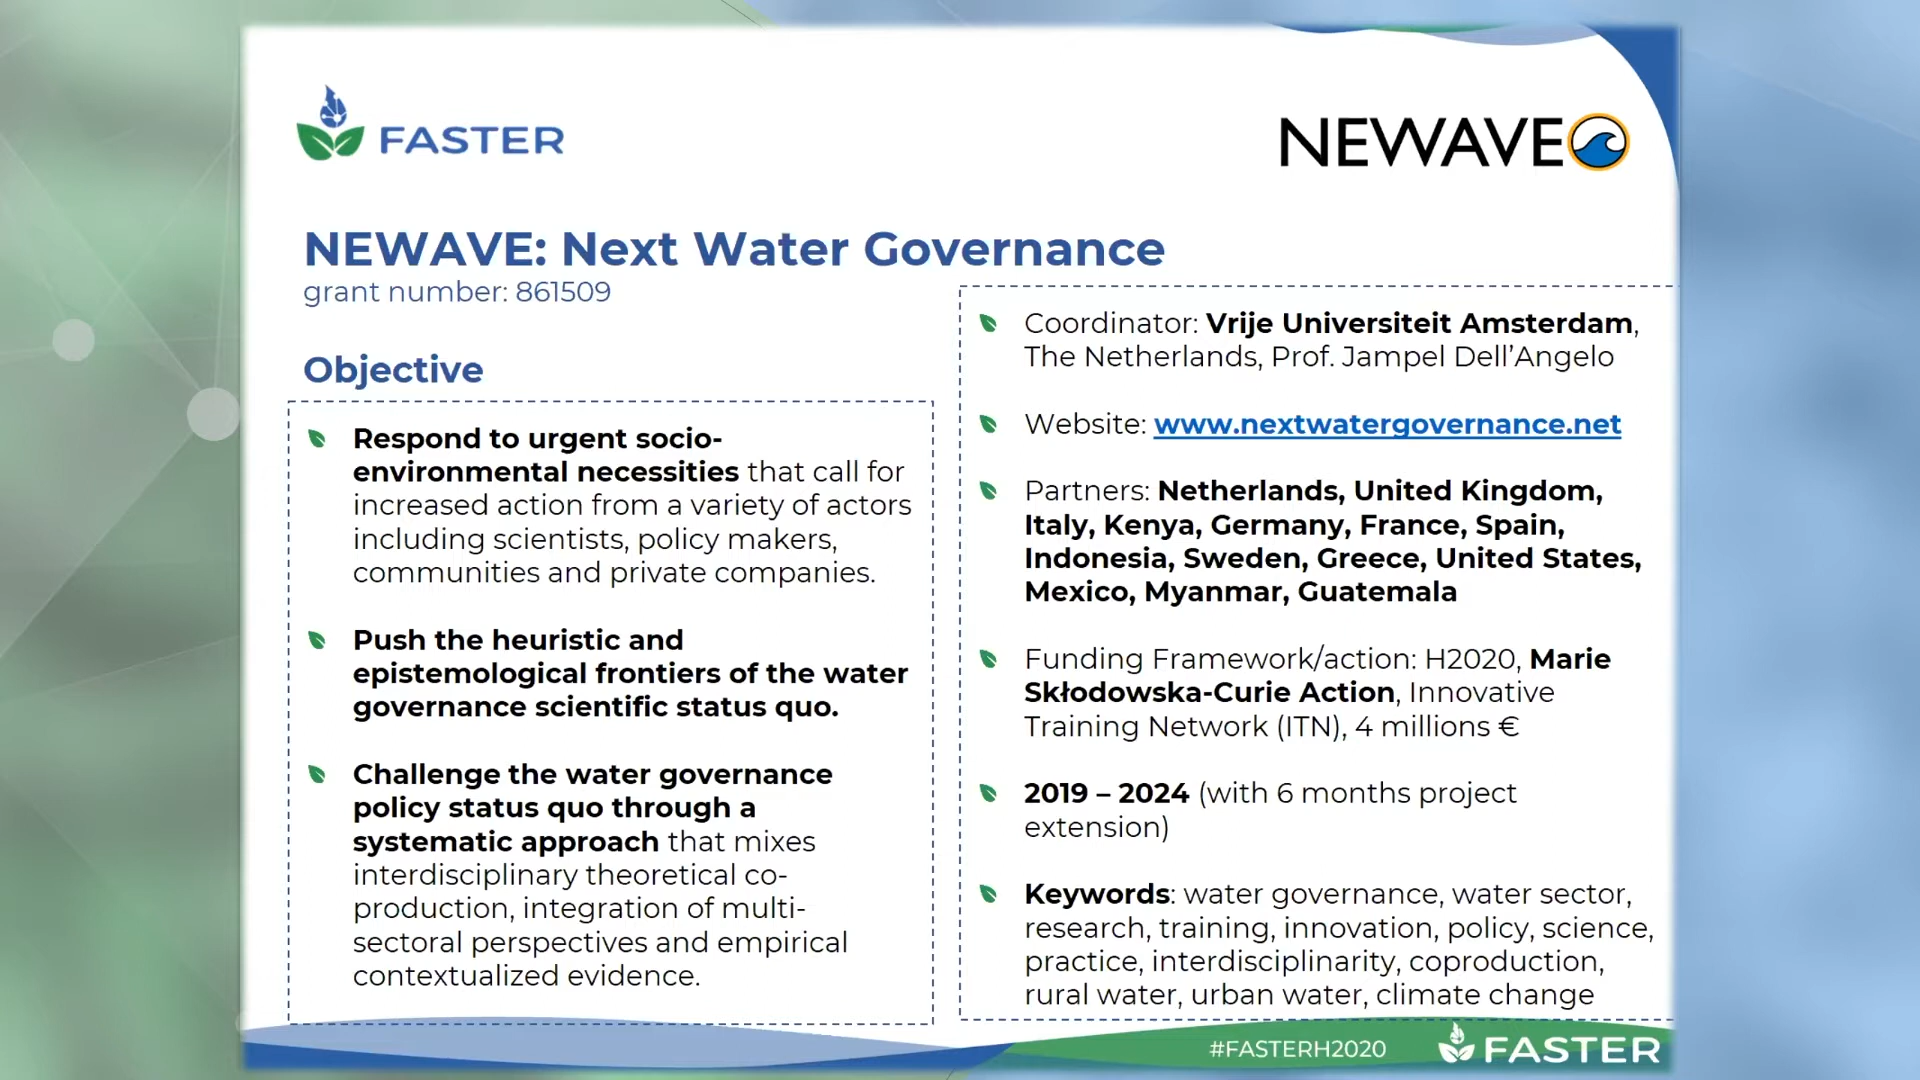 FASTER
NEWAVE
NEWAVE: Next Water Governance
grant number: 861509
Objective
Respond to urgent socio-
environmental necessities that call for
increased action from a variety of actors
including scientists, policy makers,
communities and private companies.
Push the heuristic and
epistemological frontiers of the water
governance scientific status quo.
Challenge the water governance
policy status quo through a
systematic approach that mixes
interdisciplinary theoretical co-
production, integration of multi-
sectoral perspectives and empirical
contextualized evidence.
Coordinator: Vrije Universiteit Amsterdam,
The Netherlands, Prof. Jampel Dell’Angelo
Website: www.nextwatergovernance.net
Partners: Netherlands, United Kingdom,
Italy, Kenya, Germany, France, Spain,
Indonesia, Sweden, Greece, United States,
Mexico, Myanmar, Guatemala
Funding Framework/action: H2020, Marie
Skłodowska-Curie Action, Innovative
Training Network (ITN), 4 millions €
2019 – 2024 (with 6 months project
extension)
Keywords: water governance, water sector,
research, training, innovation, policy, science,
practice, interdisciplinarity, coproduction,
rural water, urban water, climate change
#FASTERH2020
FASTER